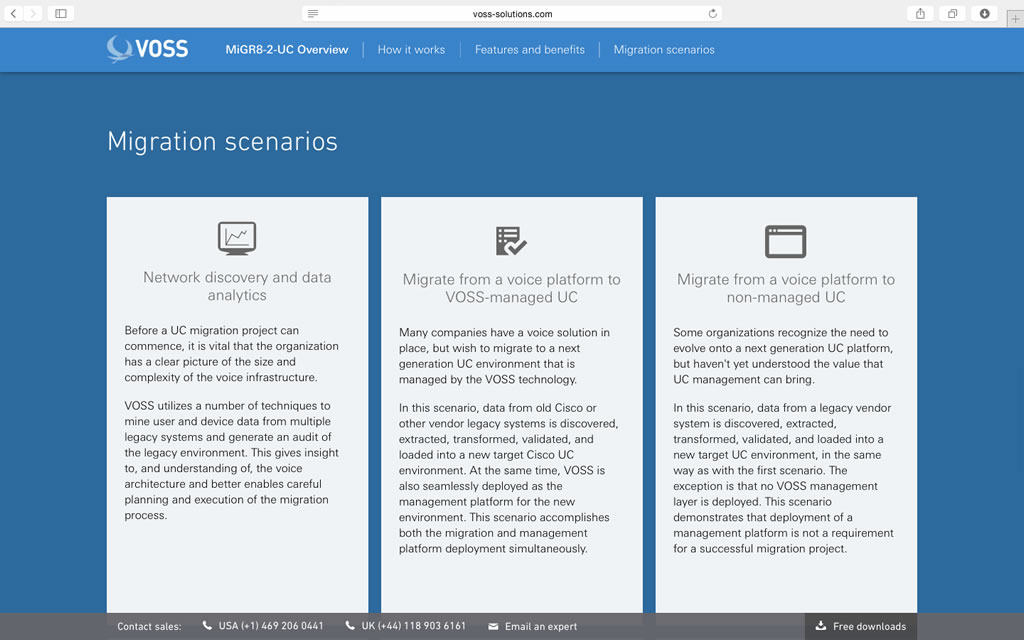 voss-solutions.com
VOSS
MiGR8-2-UC Overview
How it works
Features and benefits
Migration scenarios
Migration scenarios
Network discovery and data
analytics
Before a UC migration project can
commence, it is vital that the organization
has a clear picture of the size and
complexity of the voice infrastructure.
VOSS utilizes a number of techniques to
mine user and device data from multiple
legacy systems and generate an audit of
the legacy environment. This gives insight
to, and understanding of, the voice
architecture and better enables careful
planning and execution of the migration
process.
Migrate from a voice platform to
VOSS-managed UC
Many companies have a voice solution in
place, but wish to migrate to a next
generation UC environment that is
managed by the VOSS technology.
In this scenario, data from old Cisco or
other vendor legacy systems is discovered,
extracted, transformed, validated, and
loaded into a new target Cisco UC
environment. At the same time, VOSS is
also seamlessly deployed as the
management platform for the new
environment. This scenario accomplishes
both the migration and management
platform deployment simultaneously.
Migrate from a voice platform to
non-managed UC
Some organizations recognize the need to
evolve onto a next generation UC platform,
but haven't yet understood the value that
UC management can bring.
In this scenario, data from a legacy vendor
system is discovered, extracted,
transformed, validated, and loaded into a
new target UC environment, in the same
way as with the first scenario. The
exception is that no VOSS management
layer is deployed. This scenario
demonstrates that deployment of a
management platform is not a requirement
for a successful migration project.
Contact sales:
USA (+1) 469 206 0441
UK (+44) 118 903 6161
Email an expert
Free downloads